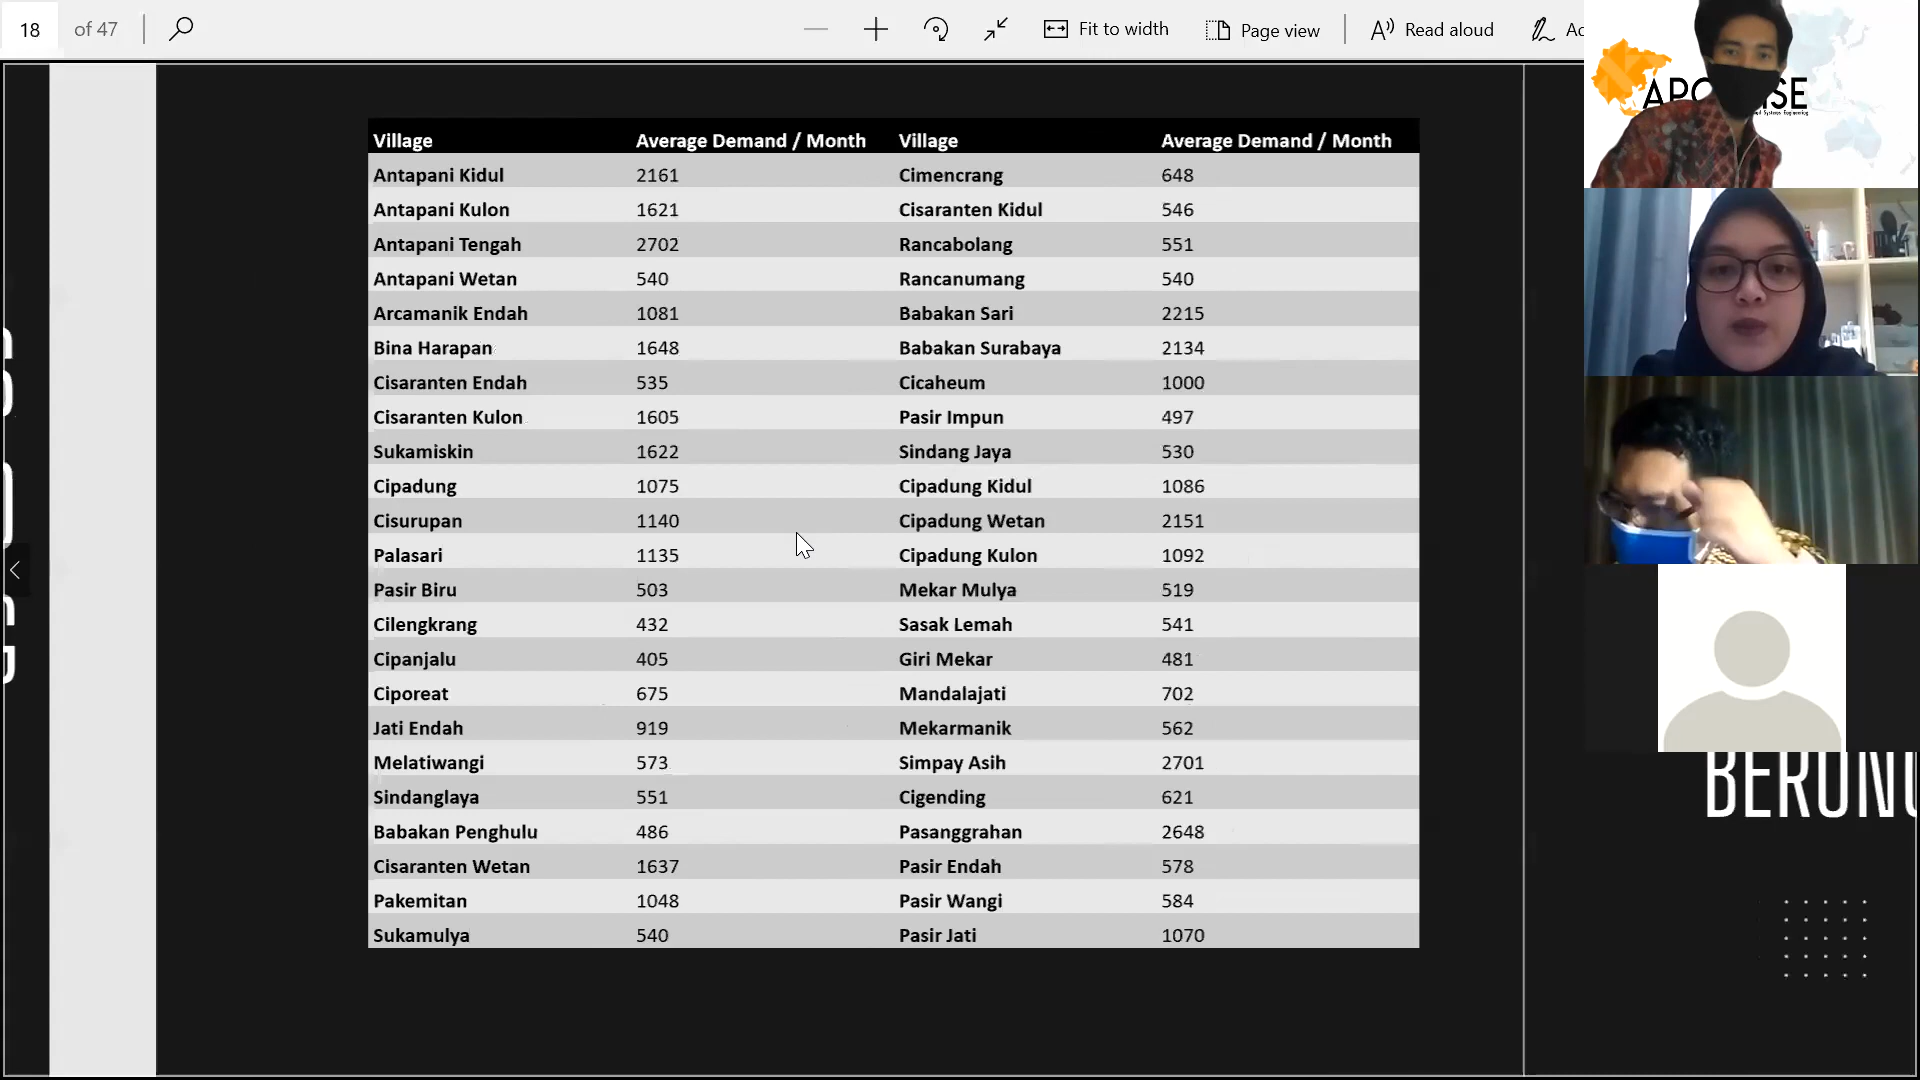 18 of 47 Fit to width Page view Read aloud
Village Average Demand / Month Village Average Demand / Month
Antapani Kidul 2161 Cimencrang 648
Antapani Kulon 1621 Cisaranten Kidul 546
Antapani Tengah 2702 Rancabolang 551
Antapani Wetan 540 Rancanumang 540
Arcamanik Endah 1081 Babakan Sari 2215
Bina Harapan 1648 Babakan Surabaya 2134
Cisaranten Endah 535 Cicaheum 1000
Cisaranten Kulon 1605 Pasir Impun 497
Sukamiskin 1622 Sindang Jaya 530
Cipadung 1075 Cipadung Kidul 1086
Cisurupan 1140 Cipadung Wetan 2151
Palasari 1135 Cipadung Kulon 1092
Pasir Biru 503 Mekar Mulya 519
Cilengkrang 432 Sasak Lemah 541
Cipanjalu 405 Giri Mekar 481
Ciporeat 675 Mandalajati 702
Jati Endah 919 Mekarmanik 562
Melatiwangi 573 Simpay Asih 2701
Sindanglaya 551 Cigending 621
Babakan Penghulu 486 Pasanggrahan 2648
Cisaranten Wetan 1637 Pasir Endah 578
Pakemitan 1048 Pasir Wangi 584
Sukamulya 540 Pasir Jati 1070